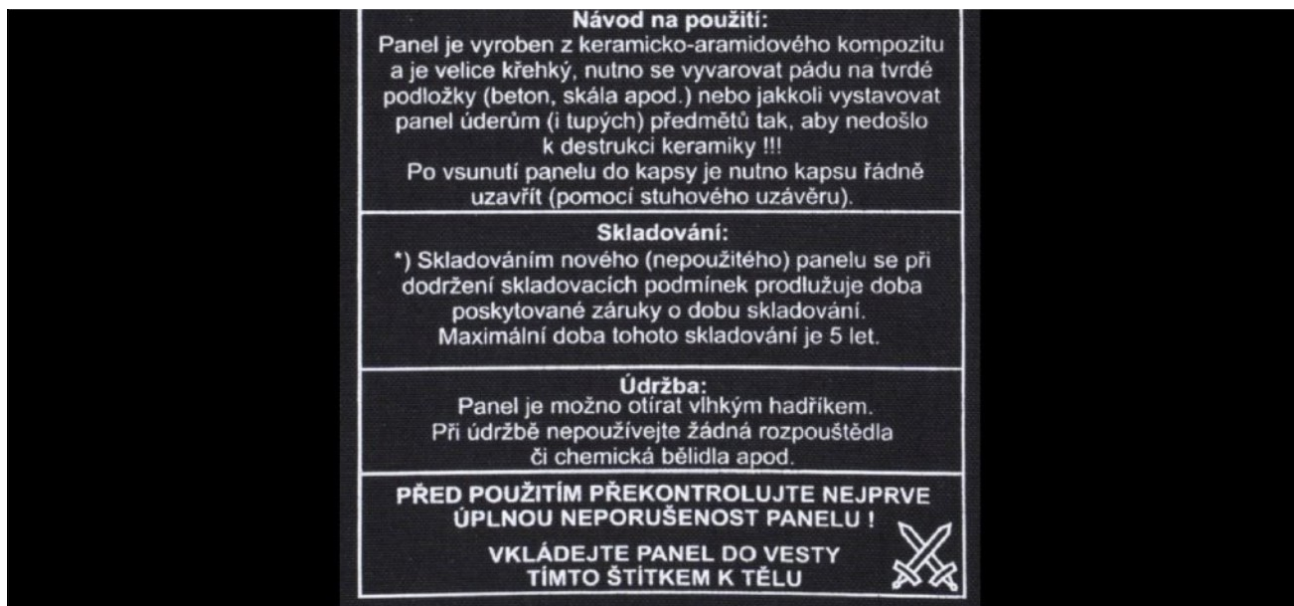 Návod na použití:
Panel je vyroben z keramicko-aramidového kompozitu
a je velice křehký, nutno se vyvarovat pádu na tvrdé
podložky (beton, skála apod.) nebo jakkoli vystavovat
panel úderům (i tupých) předmětů tak, aby nedošlo
k destrukci keramiky !!!
Po vsunutí panelu do kapsy je nutno kapsu řádně
uzavřít (pomocí stuhového uzávěru).
Skladování:
*) Skladováním nového (nepoužitého) panelu se při
dodržení skladovacích podmínek prodlužuje doba
poskytované záruky o dobu skladování.
Maximální doba tohoto skladování je 5 let.
Údržba:
Panel je možno otírat vlhkým hadříkem.
Při údržbě nepoužívejte žádná rozpouštědla
či chemická bělidla apod.
PŘED POUŽITÍM PŘEKONTROLUJTE NEJPRVE
ÚPLNOU NEPORUŠENOST PANELU !
VKLÁDEJTE PANEL DO VESTY
TÍMTO ŠTÍTKEM K TĚLU